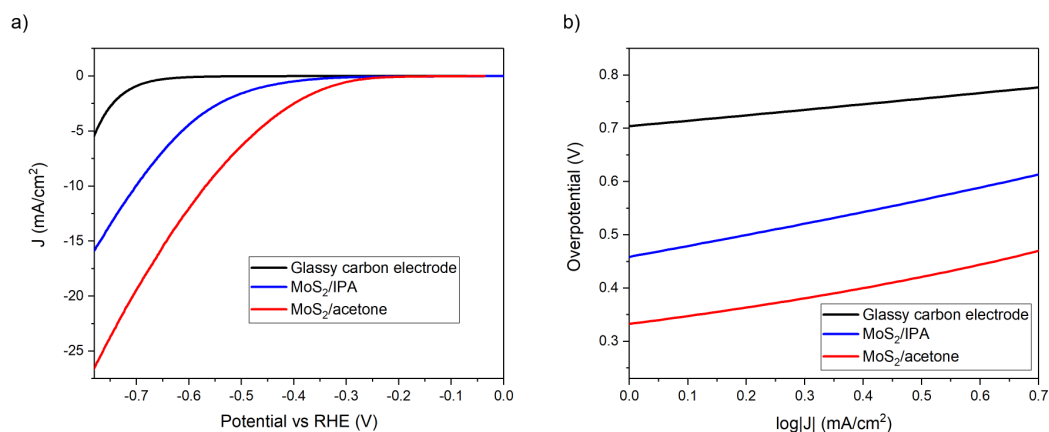 a)
0
-5
-10
-15
-20
-25
J (mA/cm²)
-0.7 -0.6 -0.5 -0.4 -0.3 -0.2 -0.1 0.0
Potential vs RHE (V)
Glassy carbon electrode
MoS₂/IPA
MoS₂/acetone
b)
0.8
0.7
0.6
0.5
0.4
0.3
Overpotential (V)
0.0 0.1 0.2 0.3 0.4 0.5 0.6 0.7
log|J| (mA/cm²)
Glassy carbon electrode
MoS₂/IPA
MoS₂/acetone